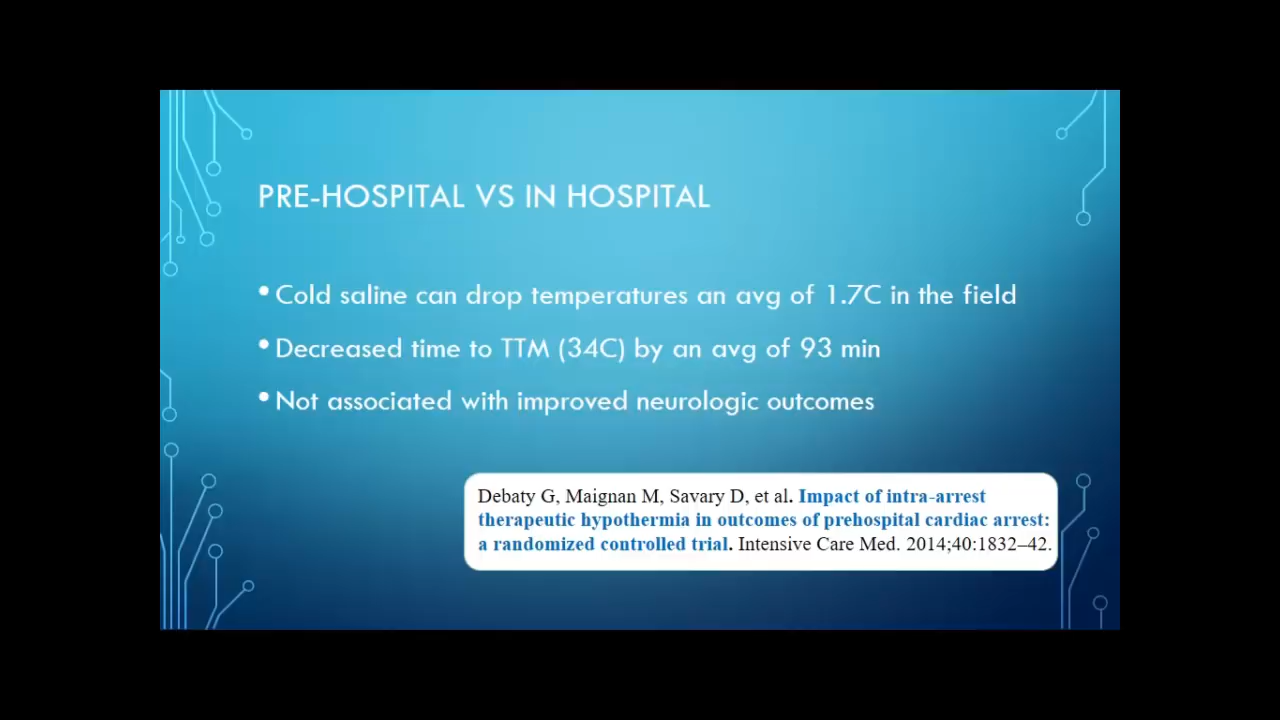 PRE-HOSPITAL VS IN HOSPITAL
• Cold saline can drop temperatures an avg of 1.7C in the field
• Decreased time to TTM (34C) by an avg of 93 min
• Not associated with improved neurologic outcomes
Debaty G, Maignan M, Savary D, et al. Impact of intra-arrest
therapeutic hypothermia in outcomes of prehospital cardiac arrest:
a randomized controlled trial. Intensive Care Med. 2014;40:1832–42.